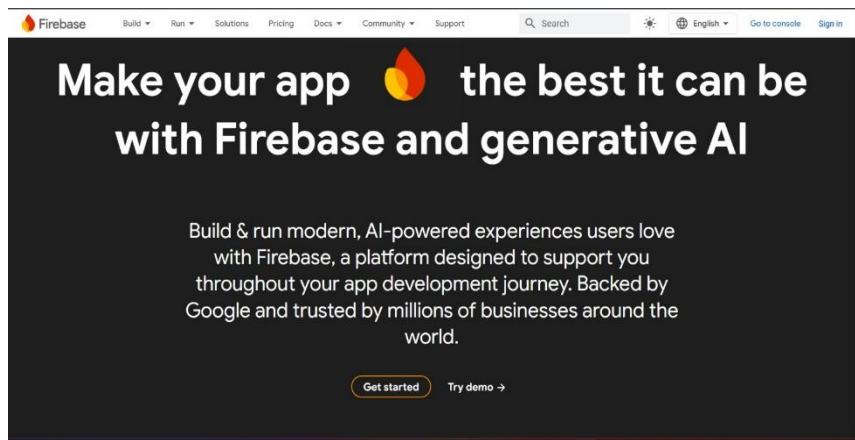 Firebase Build Run Solutions Pricing Docs Community Support Search English Go to console Sign in
Make your app the best it can be
with Firebase and generative AI
Build & run modern, AI-powered experiences users love
with Firebase, a platform designed to support you
throughout your app development journey. Backed by
Google and trusted by millions of businesses around the
world.
Get started Try demo →